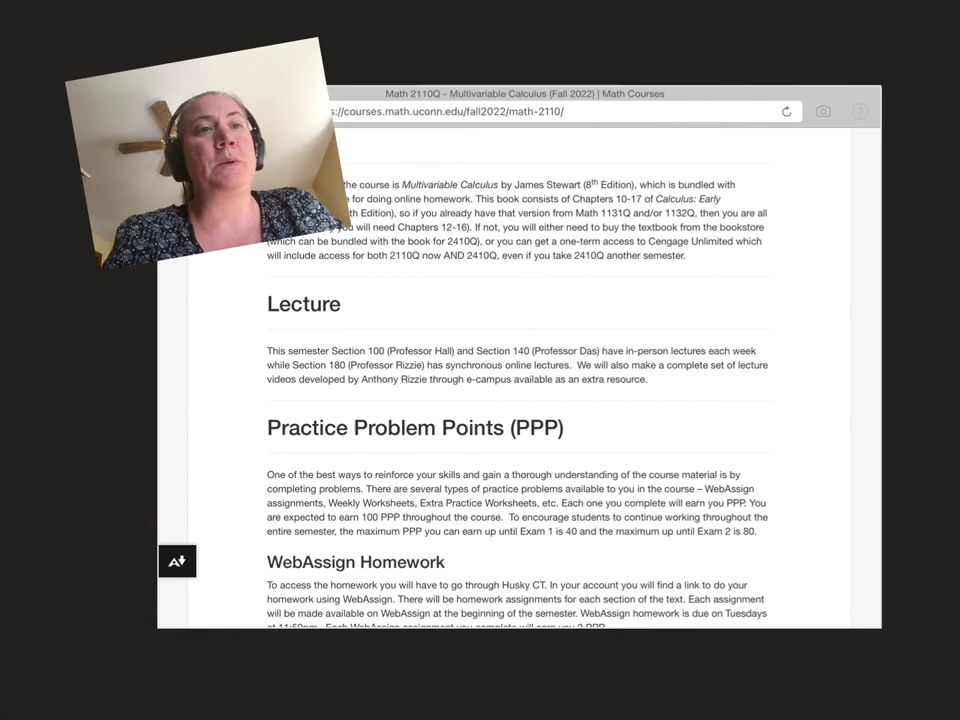 Math 2110Q - Multivariable Calculus (Fall 2022) | Math Courses
s://courses.math.uconn.edu/fall2022/math-2110/
the course is Multivariable Calculus by James Stewart (8th Edition), which is bundled with
for doing online homework. This book consists of Chapters 10-17 of Calculus: Early
th Edition), so if you already have that version from Math 1131Q and/or 1132Q, then you are all
you will need Chapters 12-16). If not, you will either need to buy the textbook from the bookstore
(which can be bundled with the book for 2410Q), or you can get a one-term access to Cengage Unlimited which
will include access for both 2110Q now AND 2410Q, even if you take 2410Q another semester.
Lecture
This semester Section 100 (Professor Hall) and Section 140 (Professor Das) have in-person lectures each week
while Section 180 (Professor Rizzie) has synchronous online lectures. We will also make a complete set of lecture
videos developed by Anthony Rizzie through e-campus available as an extra resource.
Practice Problem Points (PPP)
One of the best ways to reinforce your skills and gain a thorough understanding of the course material is by
completing problems. There are several types of practice problems available to you in the course – WebAssign
assignments, Weekly Worksheets, Extra Practice Worksheets, etc. Each one you complete will earn you PPP. You
are expected to earn 100 PPP throughout the course. To encourage students to continue working throughout the
entire semester, the maximum PPP you can earn up until Exam 1 is 40 and the maximum up until Exam 2 is 80.
WebAssign Homework
To access the homework you will have to go through Husky CT. In your account you will find a link to do your
homework using WebAssign. There will be homework assignments for each section of the text. Each assignment
will be made available on WebAssign at the beginning of the semester. WebAssign homework is due on Tuesdays
at 11:59pm. Each WebAssign assignment you complete will earn you 2 PPP.